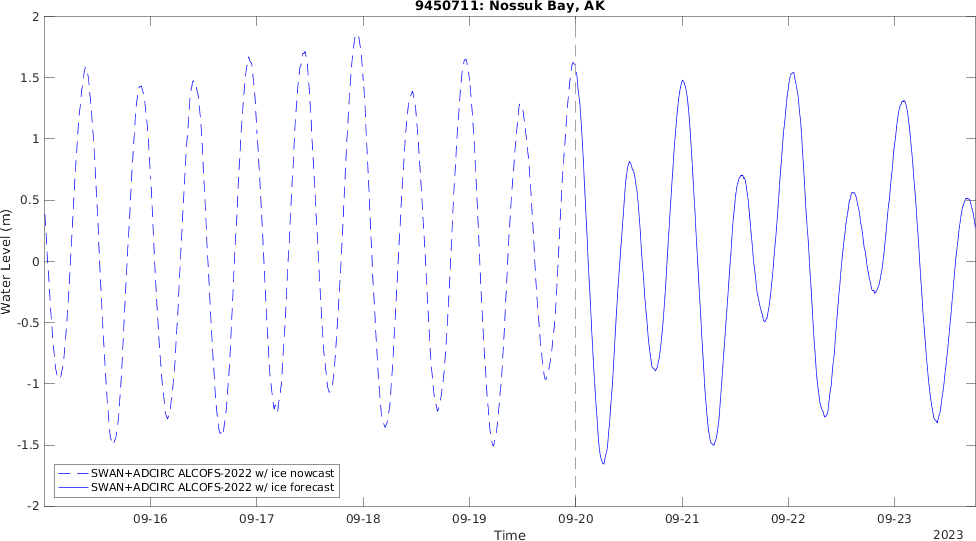 9450711: Nossuk Bay, AK
Water Level (m)
2
1.5
1
0.5
0
-0.5
-1
-1.5
-2
SWAN+ADCIRC ALCOFS-2022 w/ ice nowcast
SWAN+ADCIRC ALCOFS-2022 w/ ice forecast
09-16 09-17 09-18 09-19 09-20 09-21 09-22 09-23
Time
2023